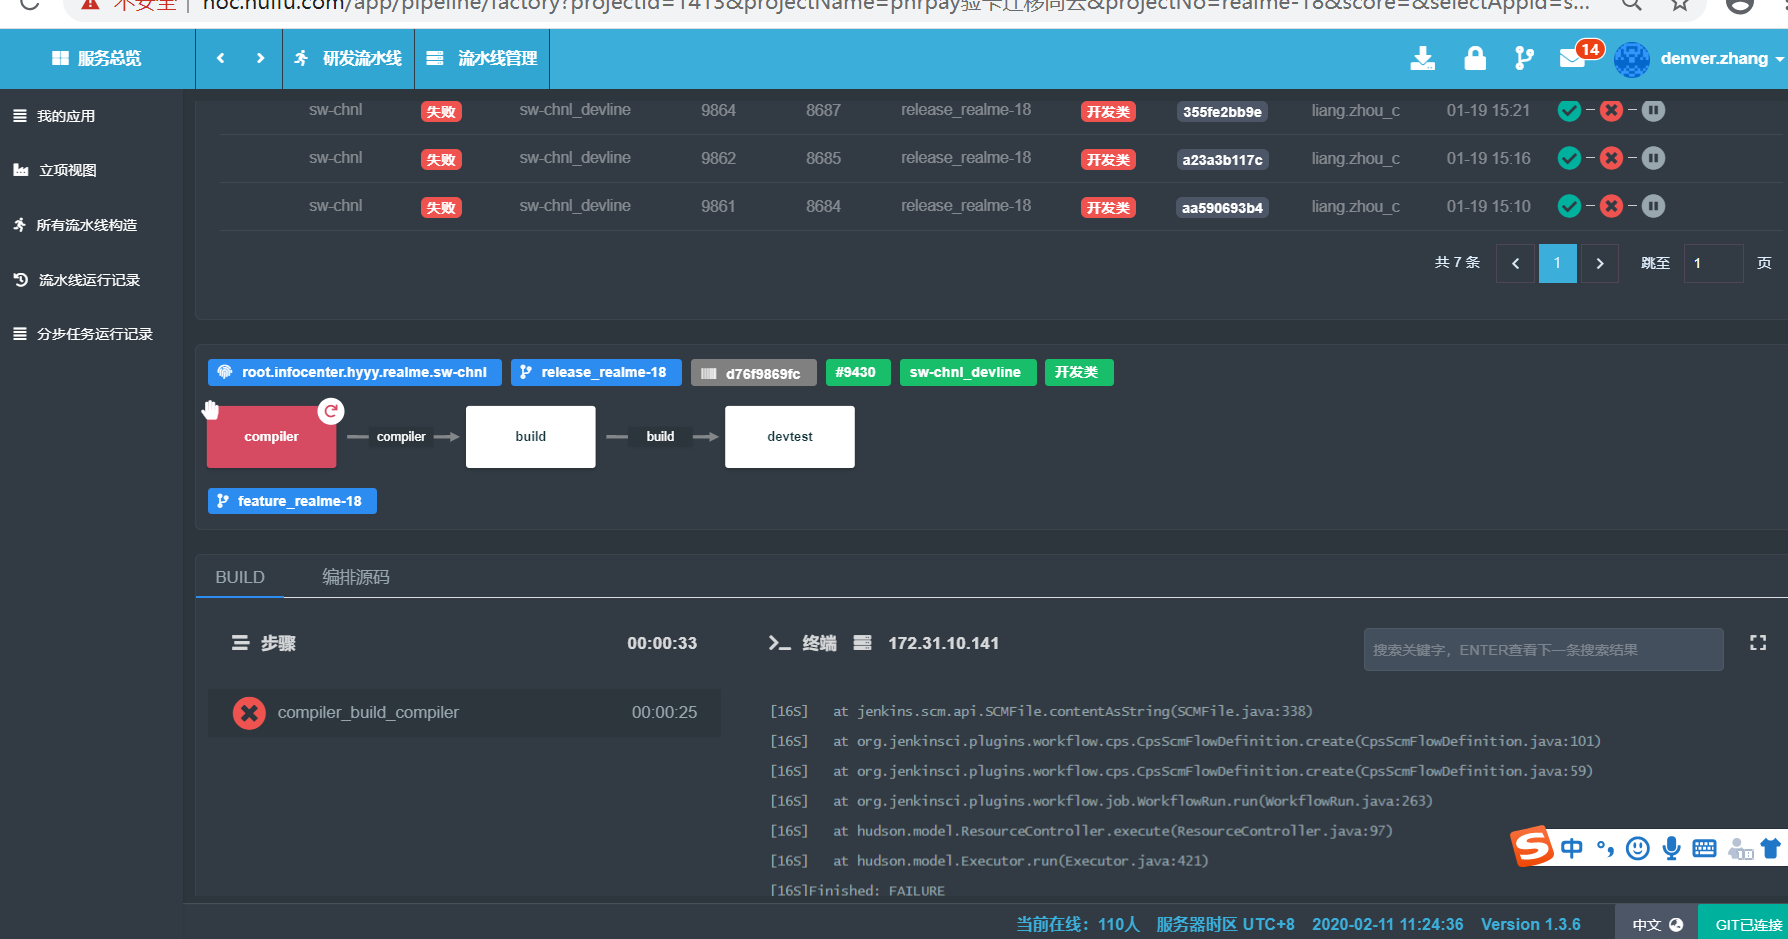 不安全 | noc.huifu.com/app/pipeline/factory?projectId=1413&projectName=pnrpay验卡迁移问云&projectNo=realme-18&score=&selectAppId=s...
服务总览 研发流水线 流水线管理 14 denver.zhang
我的应用
立项视图
所有流水线构造
流水线运行记录
分步任务运行记录
sw-chnl 失败 sw-chnl_devline 9864 8687 release_realme-18 开发类 355fe2bb9e liang.zhou_c 01-19 15:21
sw-chnl 失败 sw-chnl_devline 9862 8685 release_realme-18 开发类 a23a3b117c liang.zhou_c 01-19 15:16
sw-chnl 失败 sw-chnl_devline 9861 8684 release_realme-18 开发类 aa590693b4 liang.zhou_c 01-19 15:10
共 7 条 1 跳至 1 页
root.infocenter.hyyy.realme.sw-chnl release_realme-18 d76f9869fc #9430 sw-chnl_devline 开发类
compiler compiler build build devtest
feature_realme-18
BUILD 编排源码
步骤 00:00:33
compiler_build_compiler 00:00:25
终端 172.31.10.141
搜索关键字，ENTER查看下一条搜索结果
[16S] at jenkins.scm.api.SCMFile.contentAsString(SCMFile.java:338)
[16S] at org.jenkinsci.plugins.workflow.cps.CpsScmFlowDefinition.create(CpsScmFlowDefinition.java:101)
[16S] at org.jenkinsci.plugins.workflow.cps.CpsScmFlowDefinition.create(CpsScmFlowDefinition.java:59)
[16S] at org.jenkinsci.plugins.workflow.job.WorkflowRun.run(WorkflowRun.java:263)
[16S] at hudson.model.ResourceController.execute(ResourceController.java:97)
[16S] at hudson.model.Executor.run(Executor.java:421)
[16S]Finished: FAILURE
S 中 °,
当前在线：110人 服务器时区 UTC+8 2020-02-11 11:24:36 Version 1.3.6 中文 GIT已连接